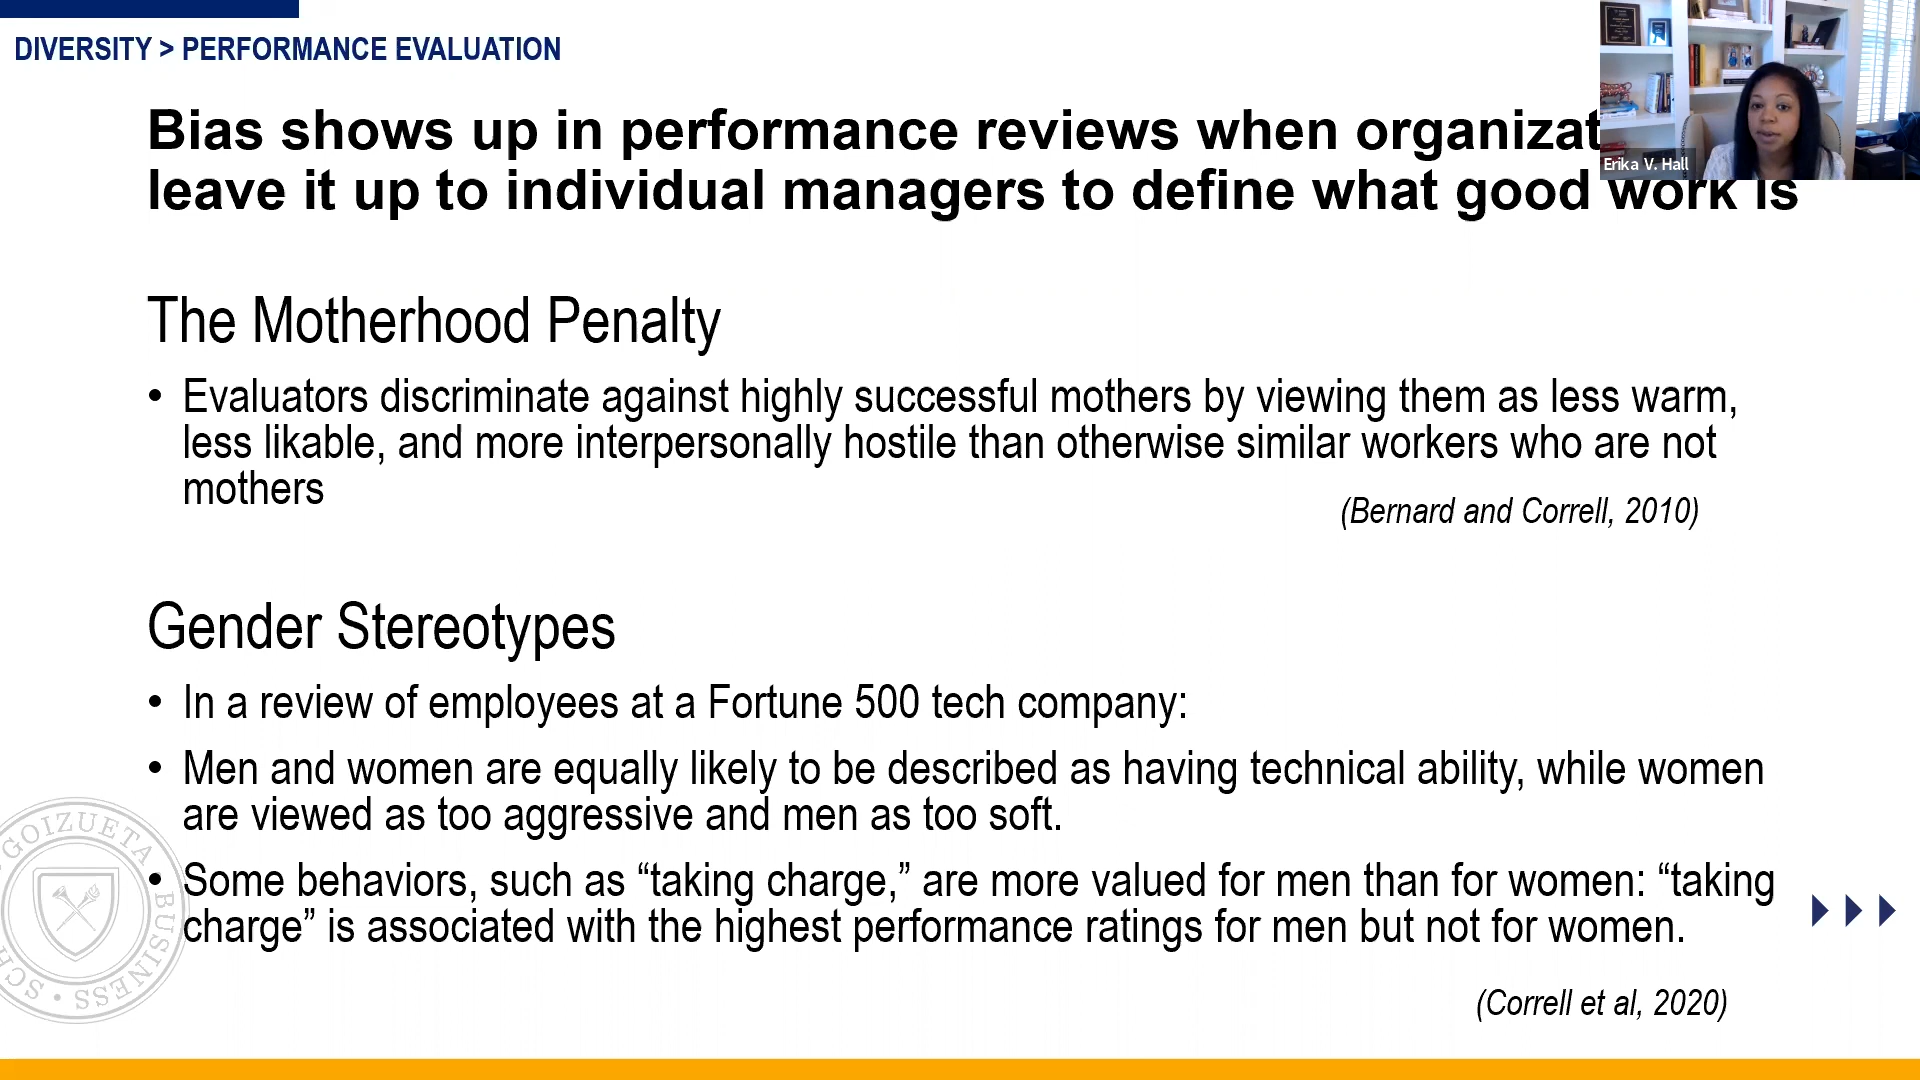 DIVERSITY > PERFORMANCE EVALUATION
Bias shows up in performance reviews when
leave it up to individual managers to define what good work is
Erika V. Hall
The Motherhood Penalty
• Evaluators discriminate against highly successful mothers by viewing them as less warm,
less likable, and more interpersonally hostile than otherwise similar workers who are not
mothers
(Bernard and Correll, 2010)
Gender Stereotypes
• In a review of employees at a Fortune 500 tech company:
• Men and women are equally likely to be described as having technical ability, while women
are viewed as too aggressive and men as too soft.
• Some behaviors, such as “taking charge,” are more valued for men than for women: “taking
charge” is associated with the highest performance ratings for men but not for women.
(Correll et al, 2020)
GOIZUETA BUSINESS